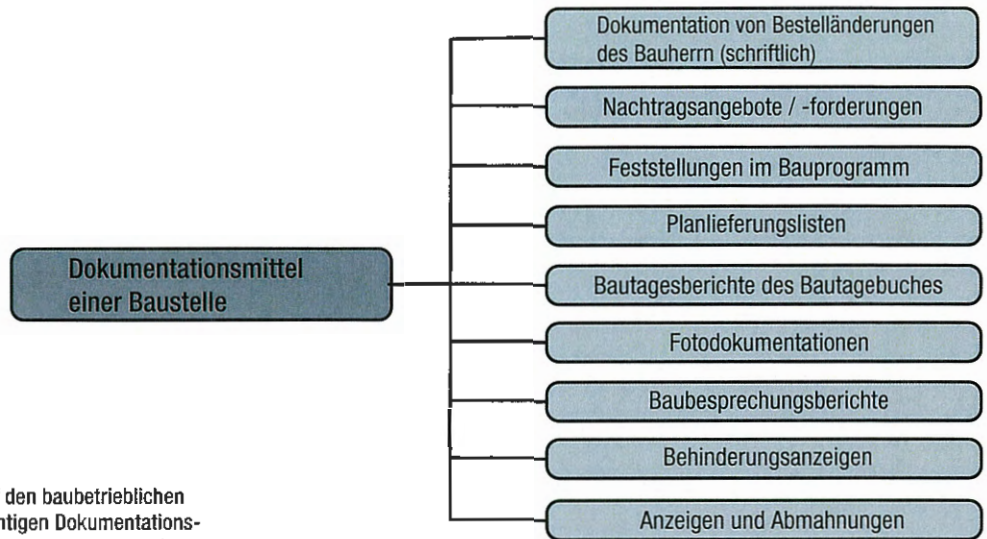 Dokumentationsmittel
einer Baustelle
Dokumentation von Bestelländerungen
des Bauherrn (schriftlich)
Nachtragsangebote / -forderungen
Feststellungen im Bauprogramm
Planlieferungslisten
Bautagesberichte des Bautagebuches
Fotodokumentationen
Baubesprechungsberichte
Behinderungsanzeigen
Anzeigen und Abmahnungen
den baubetrieblichen
htigen Dokumentations-